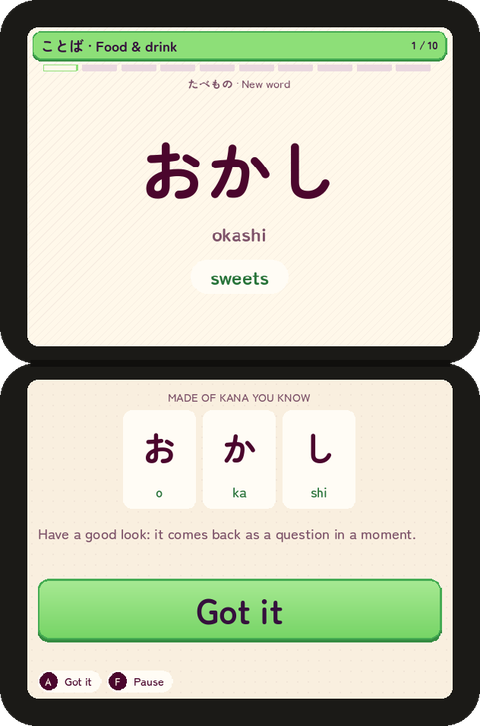 ことば · Food & drink
1 / 10
たべもの · New word
おかし
okashi
sweets
MADE OF KANA YOU KNOW
お か し
o ka shi
Have a good look: it comes back as a question in a moment.
Got it
A Got it F Pause